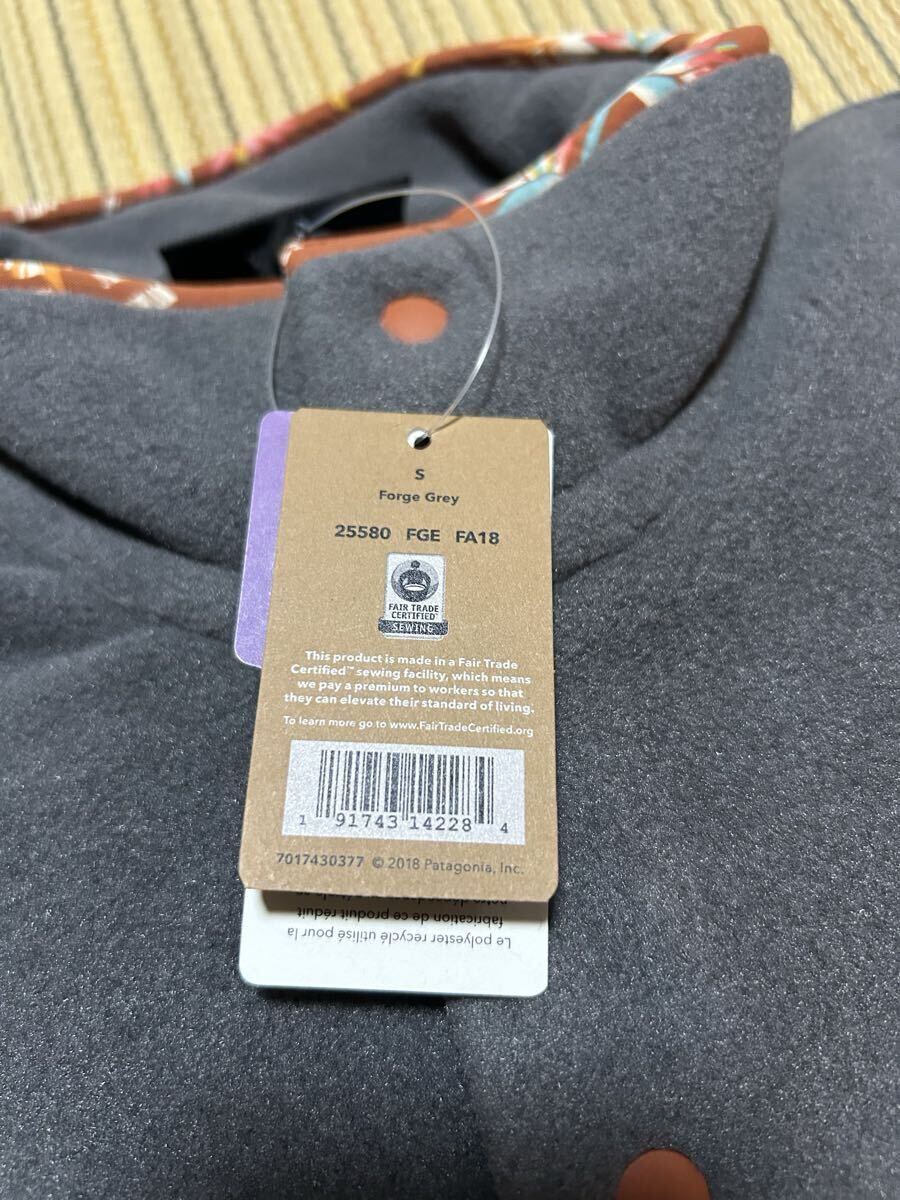 S
Forge Grey
25580 FGE FA18
FAIR TRADE
CERTIFIED™
SEWING
This product is made in a Fair Trade
Certified™ sewing facility, which means
we pay a premium to workers so that
they can elevate their standard of living.
To learn more go to www.FairTradeCertified.org
1 91743 14228 4
7017430377 © 2018 Patagonia, Inc.
Le polyester recyclé utilisé pour la
fabrication de ce produit réduit